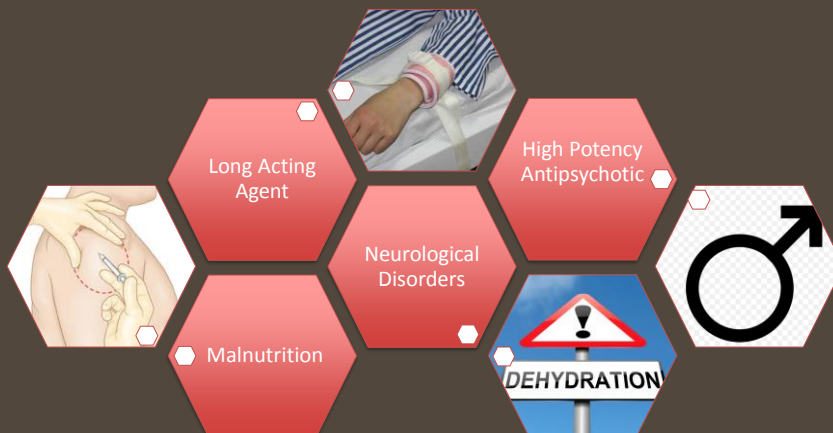 Long Acting
Agent
High Potency
Antipsychotic
Neurological
Disorders
Malnutrition
DEHYDRATION